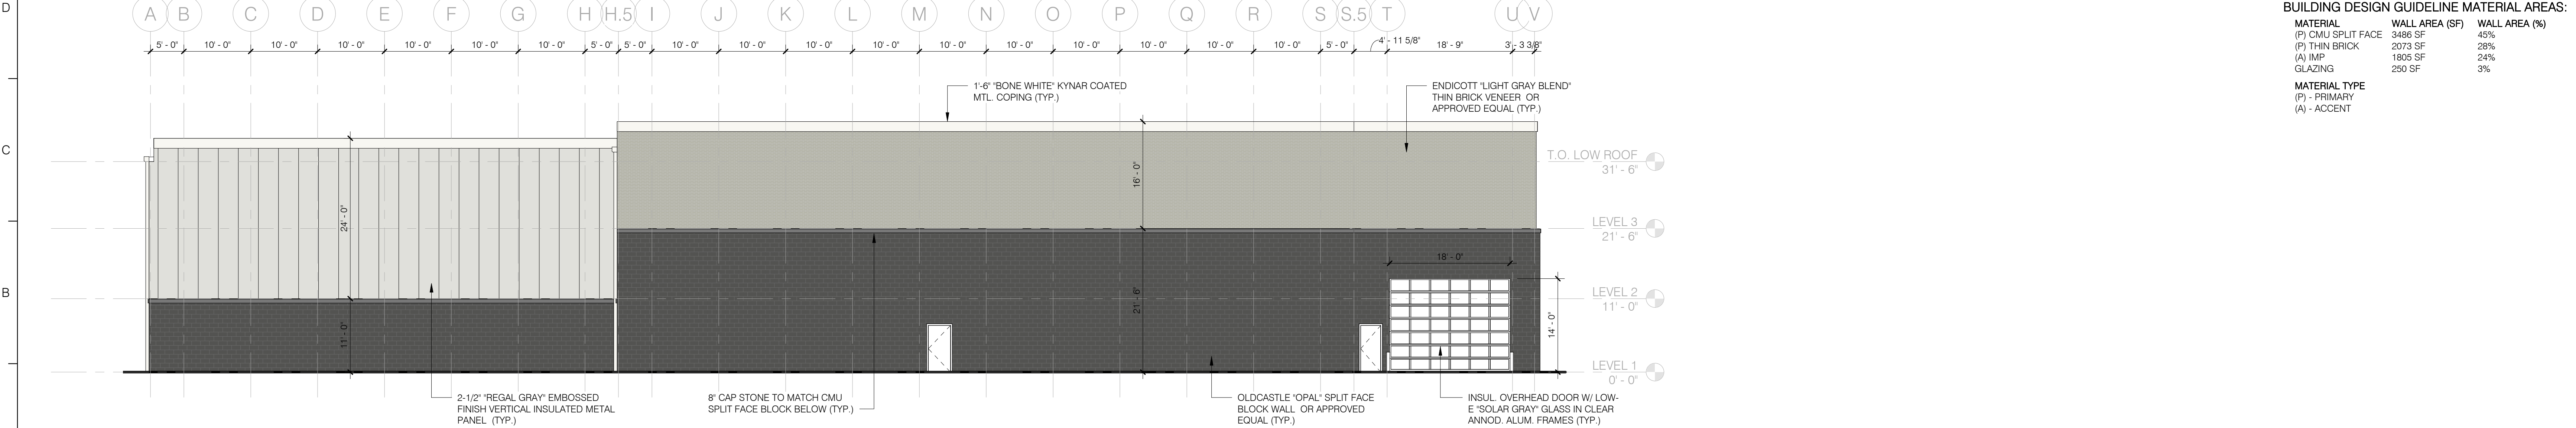 D
A B C D E F G H H.5 I J K L M N O P Q R S S.5 T U V
BUILDING DESIGN GUIDELINE MATERIAL AREAS:
MATERIAL WALL AREA (SF) WALL AREA (%)
(P) CMU SPLIT FACE 3486 SF 45%
(P) THIN BRICK 2073 SF 28%
(A) IMP 1805 SF 24%
GLAZING 250 SF 3%
MATERIAL TYPE
(P) - PRIMARY
(A) - ACCENT
5' - 0" 10' - 0" 10' - 0" 10' - 0" 10' - 0" 10' - 0" 10' - 0" 5' - 0" 5' - 0" 10' - 0" 10' - 0" 10' - 0" 10' - 0" 10' - 0" 10' - 0" 10' - 0" 10' - 0" 10' - 0" 10' - 0" 5' - 0" 4' - 11 5/8" 18' - 9" 3' - 3 3/8"
1'-6" "BONE WHITE" KYNAR COATED
MTL. COPING (TYP.)
ENDICOTT "LIGHT GRAY BLEND"
THIN BRICK VENEER OR
APPROVED EQUAL (TYP.)
C
T.O. LOW ROOF
31' - 6"
16' - 0"
24' - 0"
LEVEL 3
21' - 6"
18' - 0"
B
LEVEL 2
11' - 0"
21' - 6"
14' - 0"
11' - 0"
LEVEL 1
0' - 0"
2-1/2" "REGAL GRAY" EMBOSSED
FINISH VERTICAL INSULATED METAL
PANEL (TYP.)
8" CAP STONE TO MATCH CMU
SPLIT FACE BLOCK BELOW (TYP.)
OLDCASTLE "OPAL" SPLIT FACE
BLOCK WALL OR APPROVED
EQUAL (TYP.)
INSUL. OVERHEAD DOOR W/ LOW-
E "SOLAR GRAY" GLASS IN CLEAR
ANNOD. ALUM. FRAMES (TYP.)